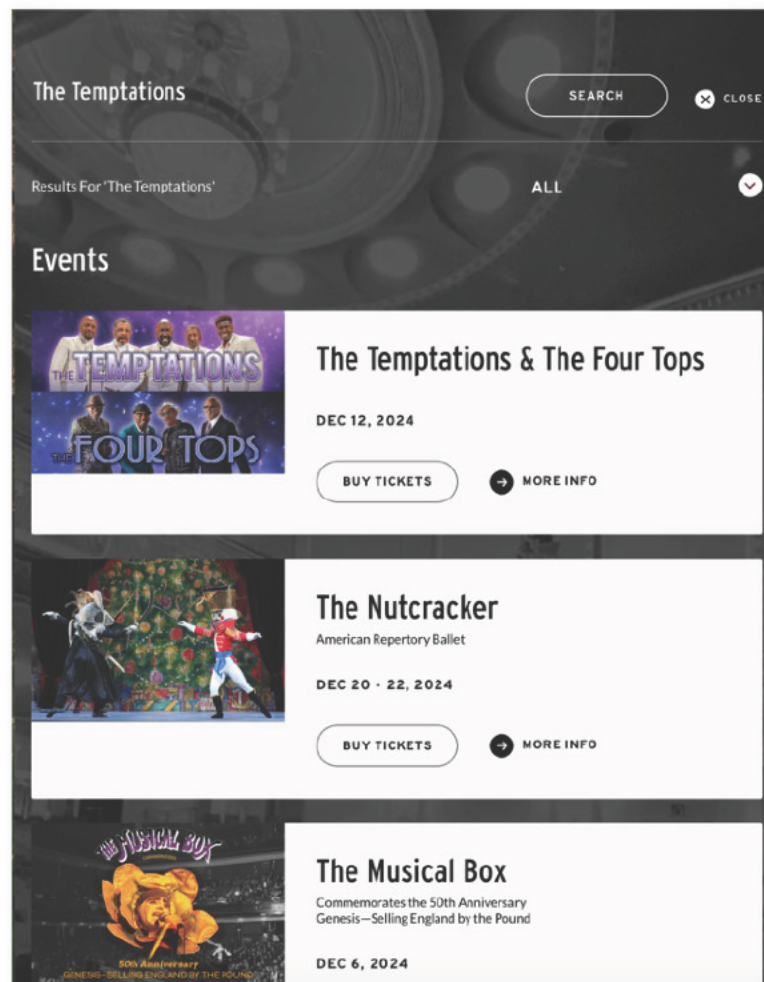 The Temptations
SEARCH
CLOSE
Results For 'The Temptations'
ALL
Events
THE TEMPTATIONS
THE FOUR TOPS
The Temptations & The Four Tops
DEC 12, 2024
BUY TICKETS
MORE INFO
The Nutcracker
American Repertory Ballet
DEC 20 - 22, 2024
BUY TICKETS
MORE INFO
THE MUSICAL BOX
50th Anniversary
GENESIS—SELLING ENGLAND BY THE POUND
The Musical Box
Commemorates the 50th Anniversary
Genesis—Selling England by the Pound
DEC 6, 2024